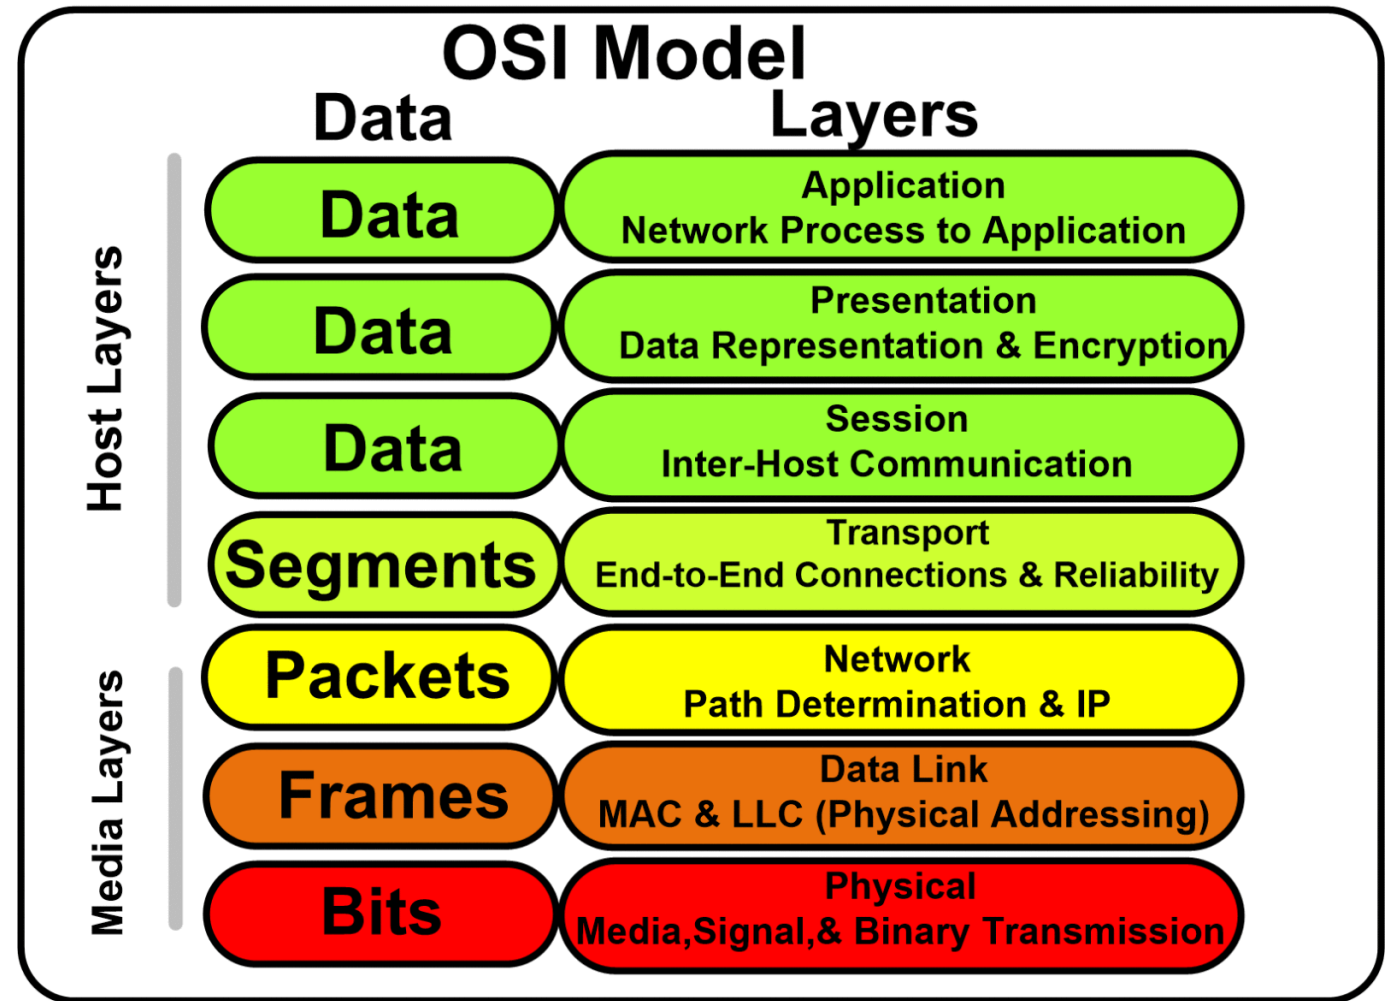 OSI Model
Data
Layers
Host Layers
Data
Application
Network Process to Application
Data
Presentation
Data Representation & Encryption
Data
Session
Inter-Host Communication
Segments
Transport
End-to-End Connections & Reliability
Media Layers
Packets
Network
Path Determination & IP
Frames
Data Link
MAC & LLC (Physical Addressing)
Bits
Physical
Media,Signal,& Binary Transmission